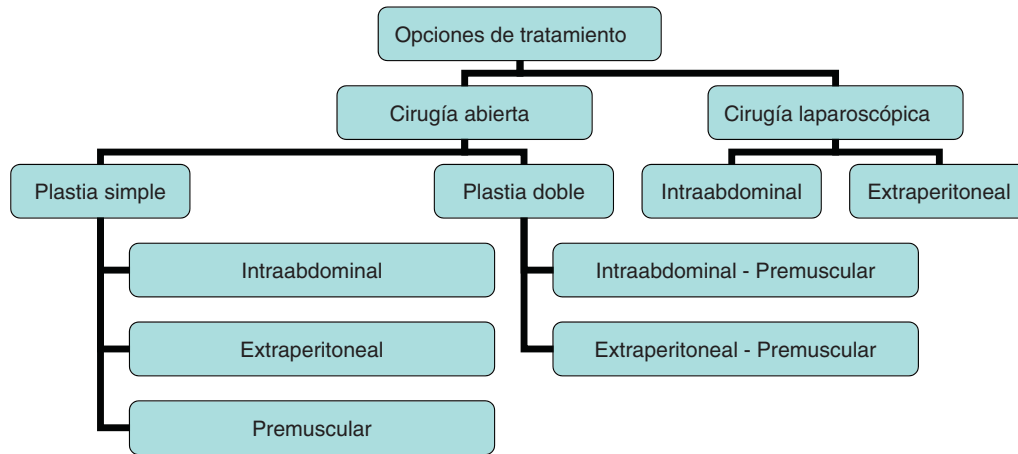 Opciones de tratamiento
Cirugía abierta
Cirugía laparoscópica
Plastia simple
Plastia doble
Intraabdominal
Extraperitoneal
Intraabdominal
Intraabdominal - Premuscular
Extraperitoneal
Extraperitoneal - Premuscular
Premuscular